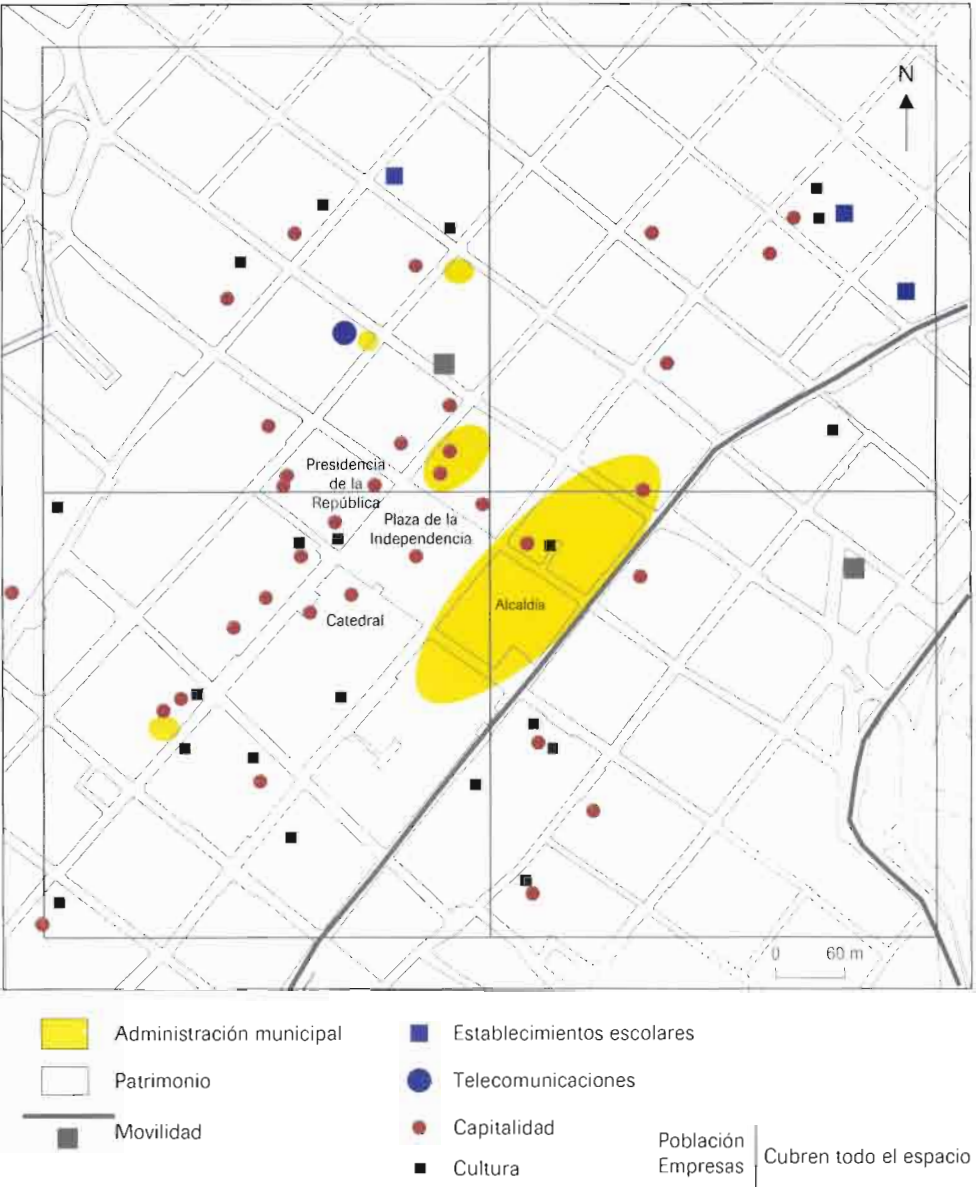 N
Presidencia
de la
República
Plaza de la
Independencia
Catedral
Alcaldía
0 60 m
Administración municipal
Patrimonio
Movilidad
Establecimientos escolares
Telecomunicaciones
Capitalidad
Cultura
Población
Empresas
Cubren todo el espacio